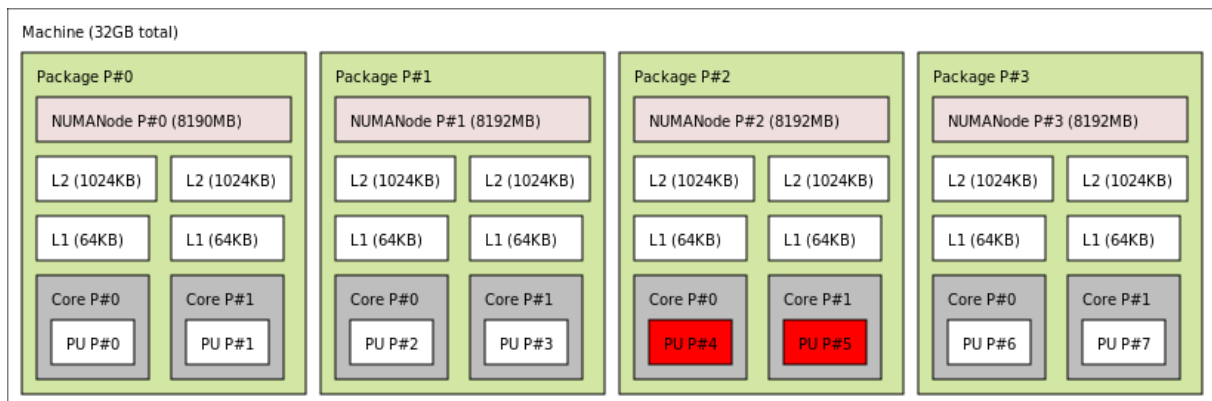 Machine (32GB total)
Package P#0
NUMANode P#0 (8190MB)
L2 (1024KB) L2 (1024KB)
L1 (64KB) L1 (64KB)
Core P#0 Core P#1
PU P#0 PU P#1
Package P#1
NUMANode P#1 (8192MB)
L2 (1024KB) L2 (1024KB)
L1 (64KB) L1 (64KB)
Core P#0 Core P#1
PU P#2 PU P#3
Package P#2
NUMANode P#2 (8192MB)
L2 (1024KB) L2 (1024KB)
L1 (64KB) L1 (64KB)
Core P#0 Core P#1
PU P#4 PU P#5
Package P#3
NUMANode P#3 (8192MB)
L2 (1024KB) L2 (1024KB)
L1 (64KB) L1 (64KB)
Core P#0 Core P#1
PU P#6 PU P#7